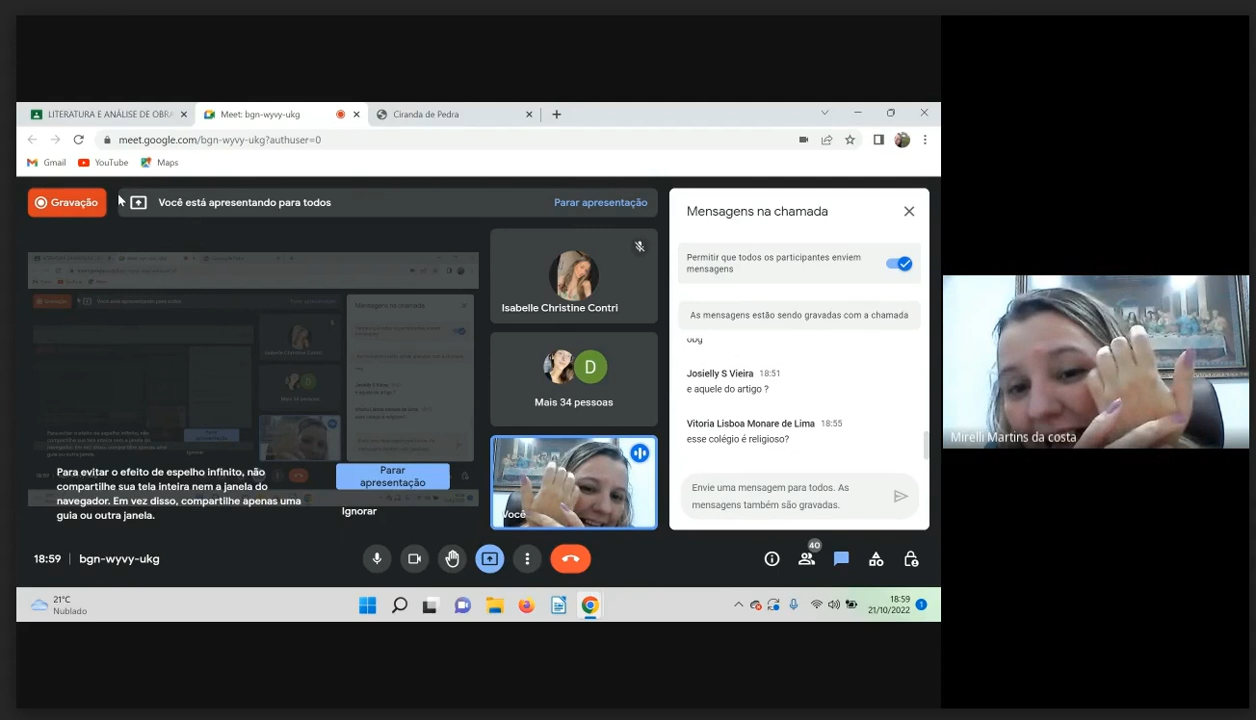 LITERATURA E ANÁLISE DE OBRA
Meet: bgn-wyvy-ukg
Ciranda de Pedra
meet.google.com/bgn-wyvy-ukg?authuser=0
Gmail
YouTube
Maps
Gravação
Você está apresentando para todos
Parar apresentação
Isabelle Christine Contri
D
Mais 34 pessoas
Você
Para evitar o efeito de espelho infinito, não
compartilhe sua tela inteira nem a janela do
navegador. Em vez disso, compartilhe apenas uma
guia ou outra janela.
Parar
apresentação
Ignorar
Mensagens na chamada
Permitir que todos os participantes enviem
mensagens
As mensagens estão sendo gravadas com a chamada
obg
Josielly S Vieira 18:51
e aquele do artigo ?
Vitoria Lisboa Monare de Lima 18:55
esse colégio é religioso?
Envie uma mensagem para todos. As
mensagens também são gravadas.
Mirelli Martins da costa
18:59 | bgn-wyvy-ukg
40
21°C
Nublado
18:59
21/10/2022
1